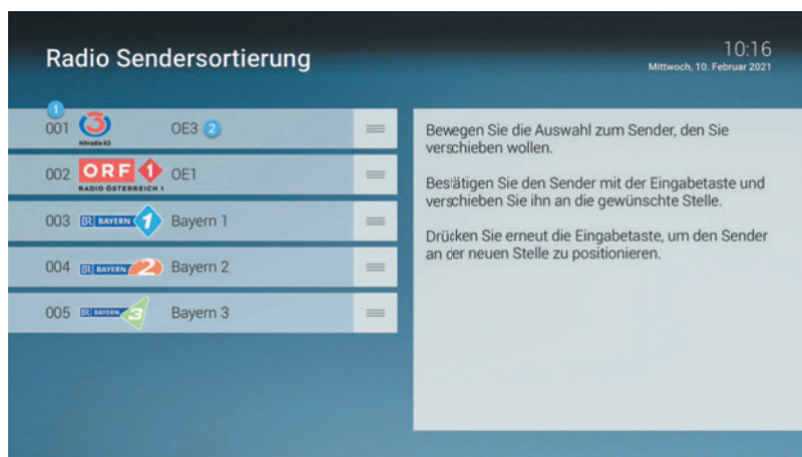 Radio Sendersortierung
10:16
Mittwoch, 10. Februar 2021
1
001 3 OE3 2
Hitradio Ö3
002 ORF 1 OE1
RADIO ÖSTERREICH 1
003 BR BAYERN 1 Bayern 1
004 BR BAYERN 2 Bayern 2
005 BR BAYERN 3 Bayern 3
Bewegen Sie die Auswahl zum Sender, den Sie
verschieben wollen.
Bestätigen Sie den Sender mit der Eingabetaste und
verschieben Sie ihn an die gewünschte Stelle.
Drücken Sie erneut die Eingabetaste, um den Sender
an der neuen Stelle zu positionieren.